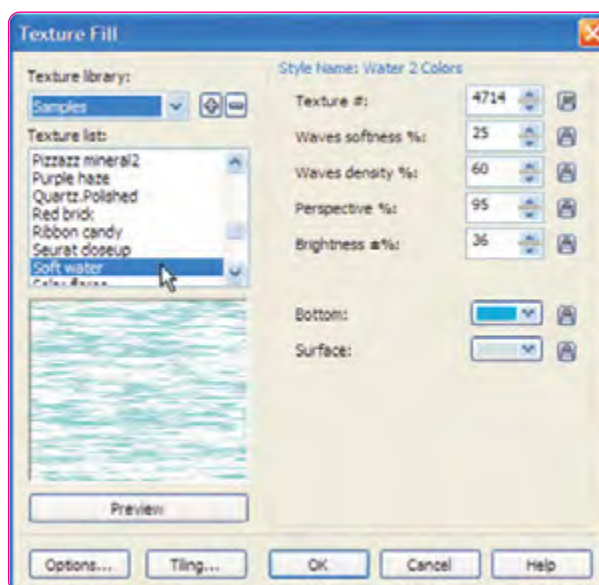 Texture Fill
Texture library:
Samples
Texture list:
Pizzazz mineral2
Purple haze
Quartz.Polished
Red brick
Ribbon candy
Seurat closeup
Soft water
Preview
Options...
Tiling...
Style Name: Water 2 Colors
Texture #: 4714
Waves softness %: 25
Waves density %: 60
Perspective %: 95
Brightness ±%: 36
Bottom:
Surface:
OK
Cancel
Help